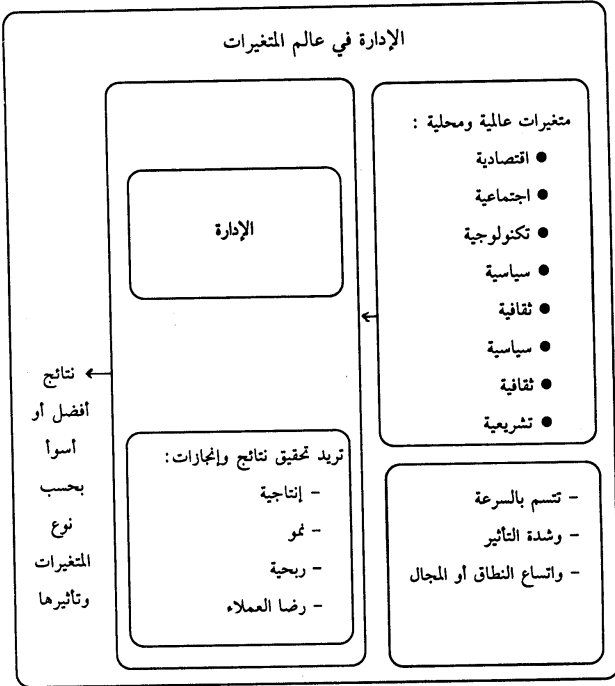 الإدارة في عالم المتغيرات
متغيرات عالمية ومحلية :
● اقتصادية
● اجتماعية
● تكنولوجية
● سياسية
● ثقافية
● سياسية
● ثقافية
● تشريعية
– تتسم بالسرعة
– وشدة التأثير
– واتساع النطاق أو المجال
الإدارة
تريد تحقيق نتائج وإنجازات:
– إنتاجية
– نمو
– ربحية
– رضا العملاء
نتائج
أفضل أو
أسوأ
بحسب
نوع
المتغيرات
وتأثيرها